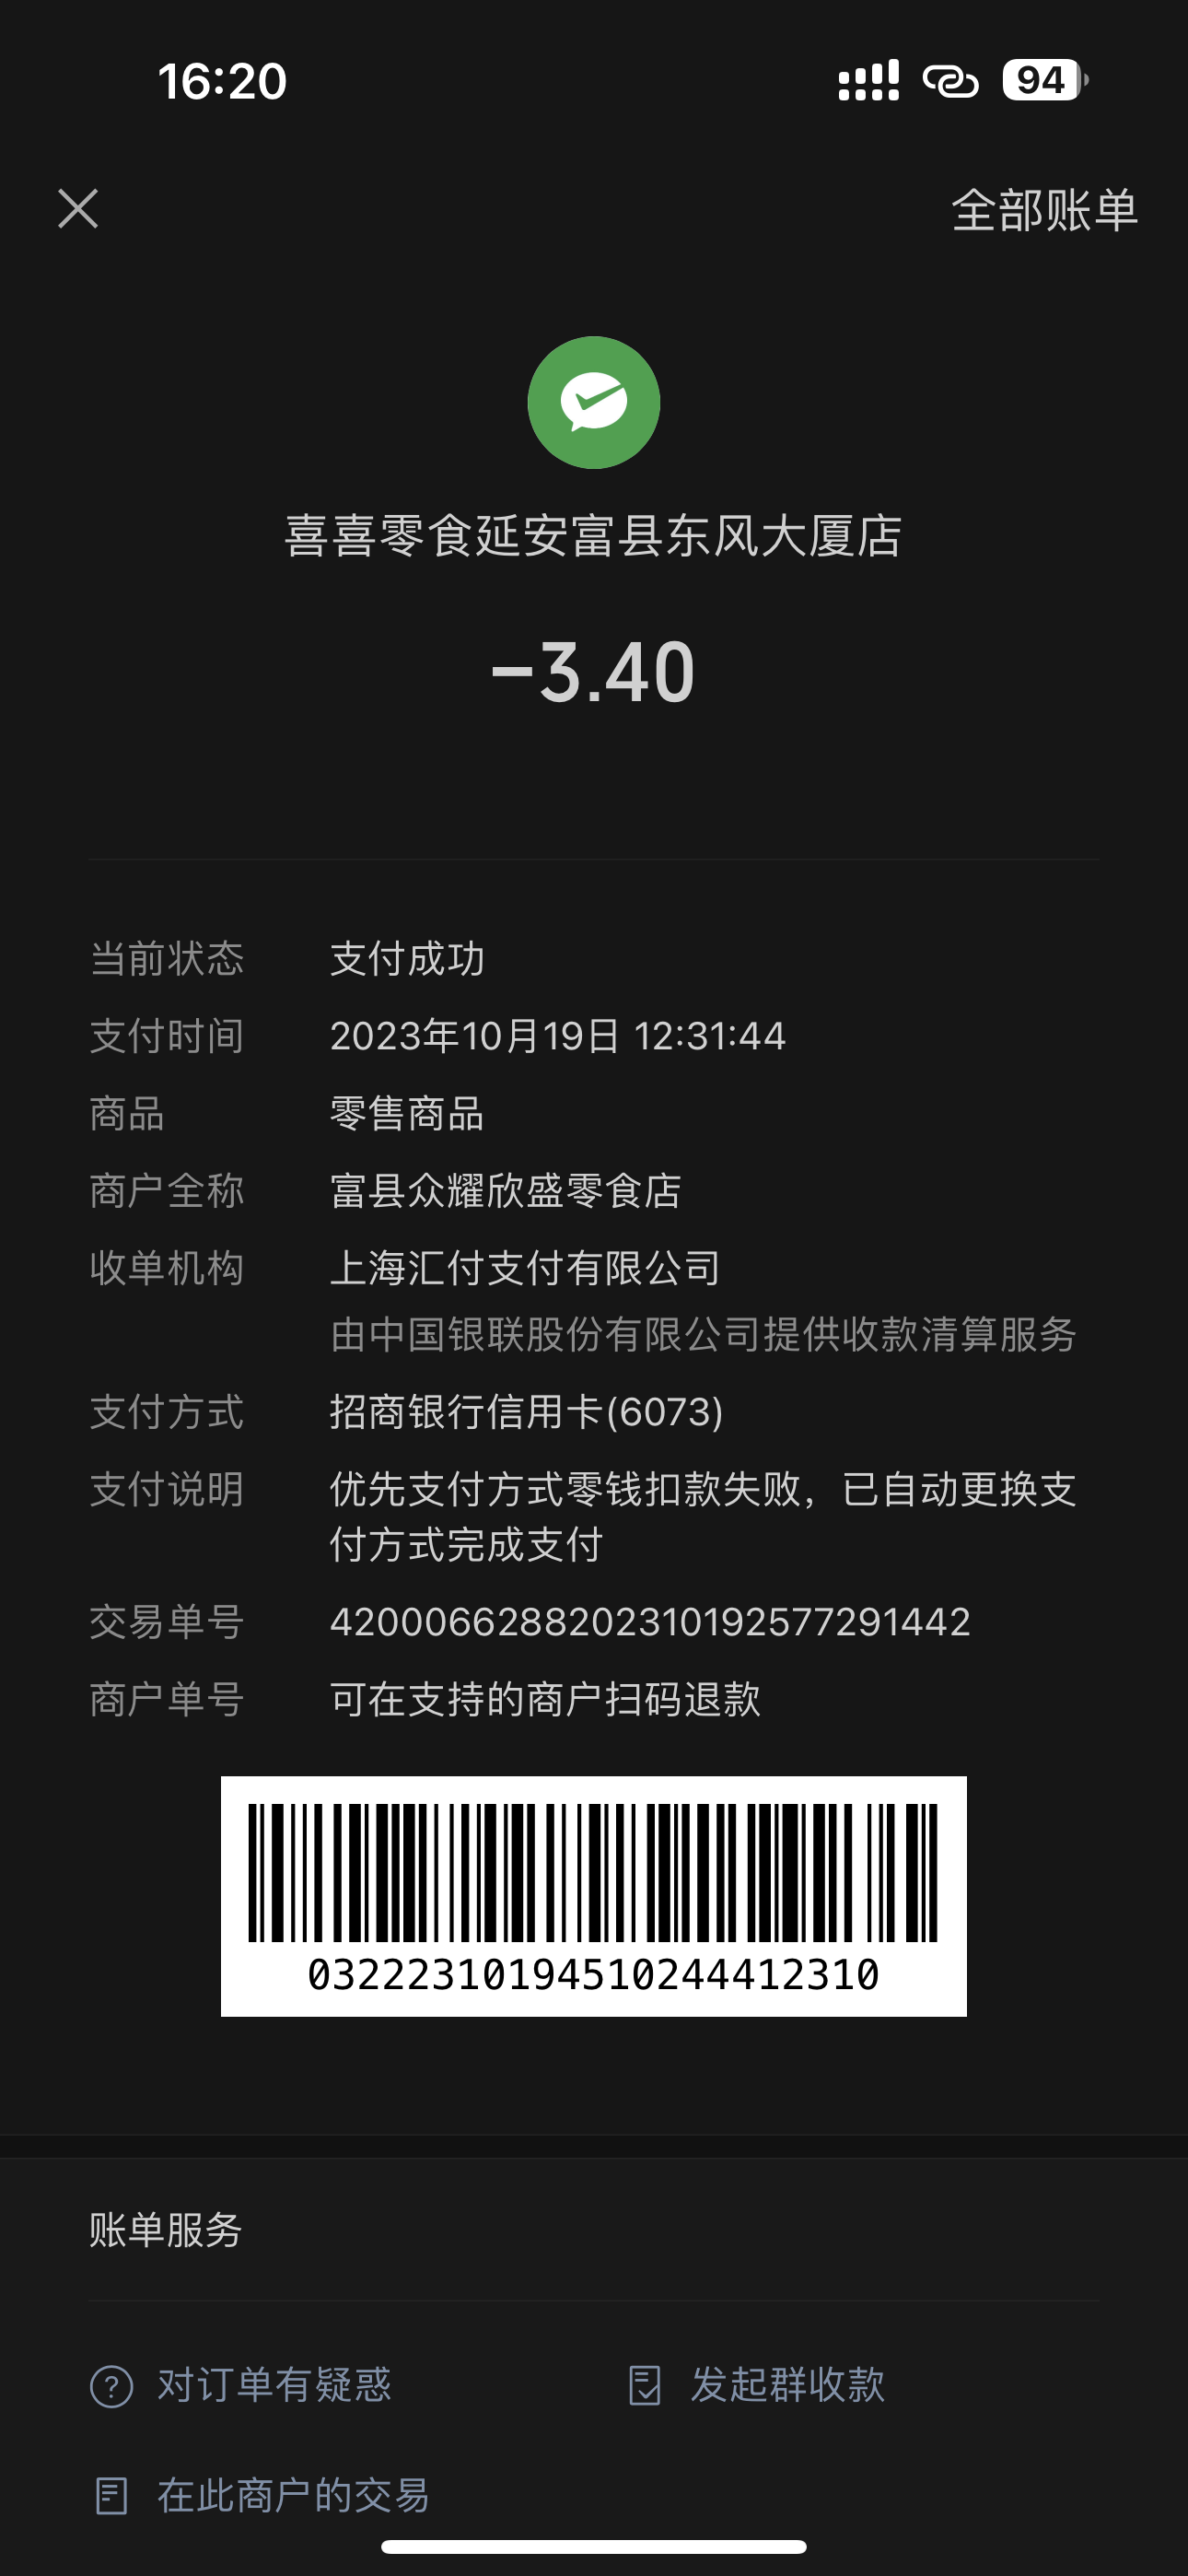 16:20
94
全部账单
喜喜零食延安富县东风大厦店
-3.40
当前状态 支付成功
支付时间 2023年10月19日 12:31:44
商品 零售商品
商户全称 富县众耀欣盛零食店
收单机构 上海汇付支付有限公司
由中国银联股份有限公司提供收款清算服务
支付方式 招商银行信用卡(6073)
支付说明 优先支付方式零钱扣款失败，已自动更换支
付方式完成支付
交易单号 4200066288202310192577291442
商户单号 可在支持的商户扫码退款
03222310194510244412310
账单服务
对订单有疑惑 发起群收款
在此商户的交易